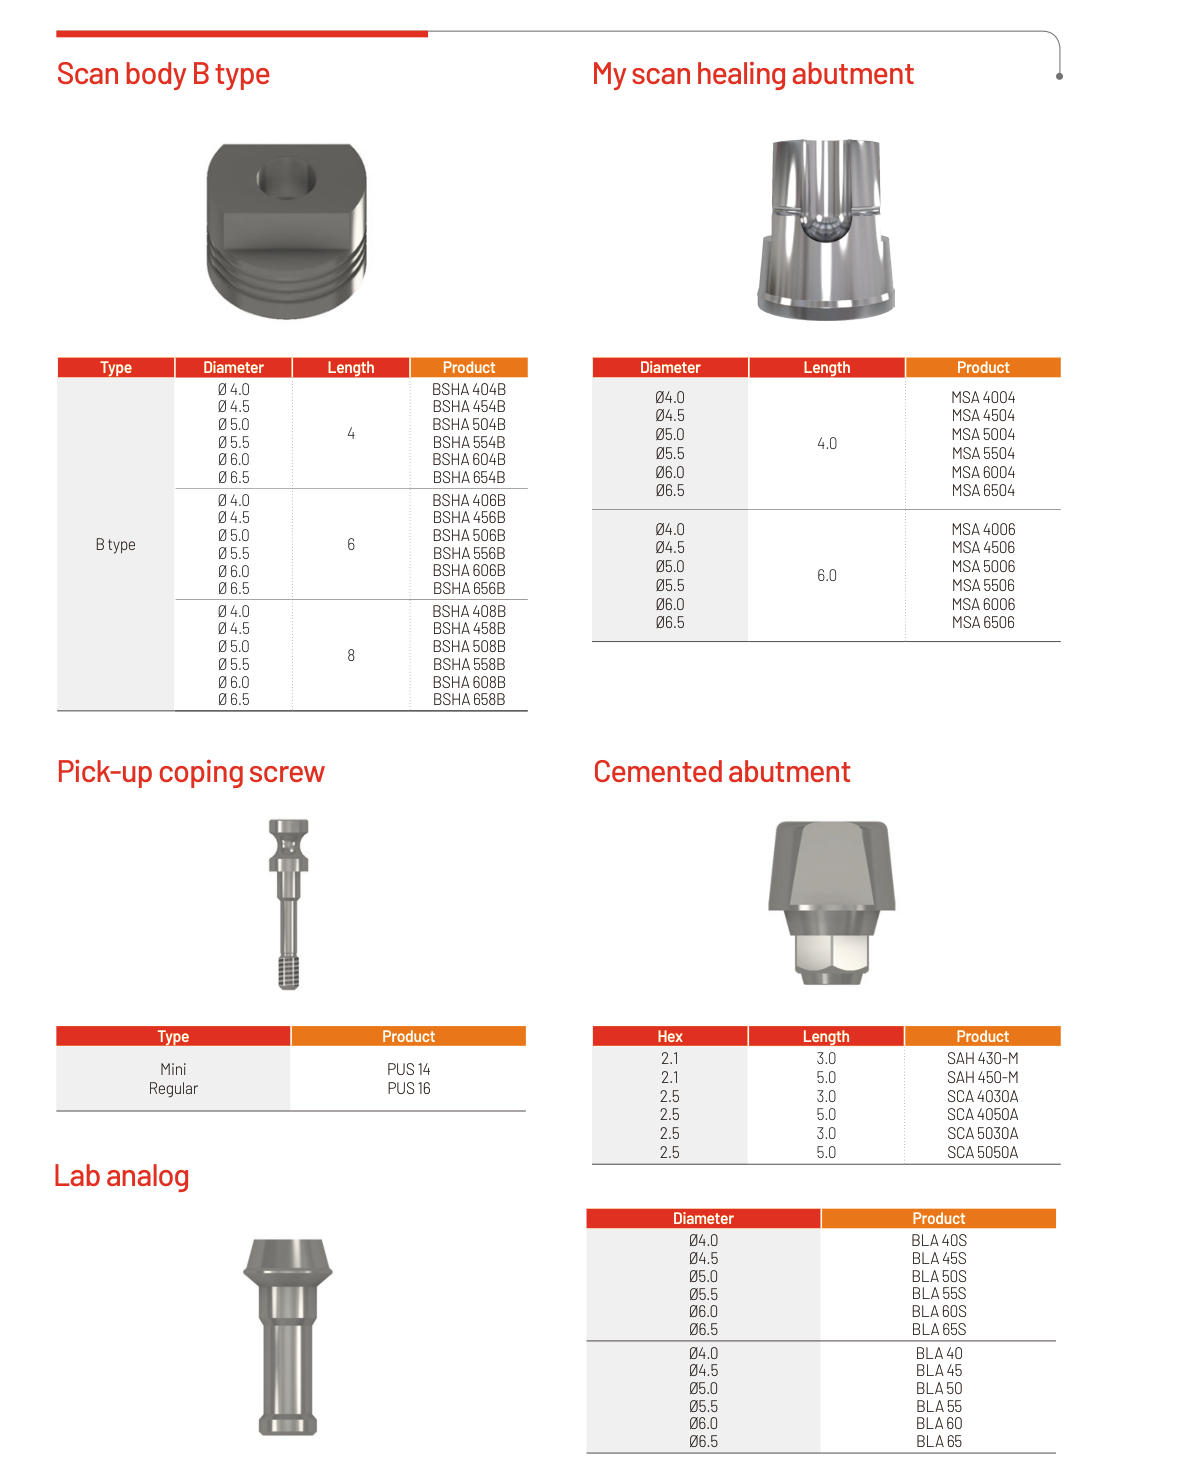 Scan body B type
Type Diameter Length Product
B type
Ø 4.0 BSHA 404B
Ø 4.5 BSHA 454B
Ø 5.0 BSHA 504B
4
Ø 5.5 BSHA 554B
Ø 6.0 BSHA 604B
Ø 6.5 BSHA 654B
Ø 4.0 BSHA 406B
Ø 4.5 BSHA 456B
Ø 5.0 BSHA 506B
6
Ø 5.5 BSHA 556B
Ø 6.0 BSHA 606B
Ø 6.5 BSHA 656B
Ø 4.0 BSHA 408B
Ø 4.5 BSHA 458B
Ø 5.0 BSHA 508B
8
Ø 5.5 BSHA 558B
Ø 6.0 BSHA 608B
Ø 6.5 BSHA 658B
My scan healing abutment
Diameter Length Product
Ø4.0 MSA 4004
Ø4.5 MSA 4504
Ø5.0 MSA 5004
4.0
Ø5.5 MSA 5504
Ø6.0 MSA 6004
Ø6.5 MSA 6504
Ø4.0 MSA 4006
Ø4.5 MSA 4506
Ø5.0 MSA 5006
6.0
Ø5.5 MSA 5506
Ø6.0 MSA 6006
Ø6.5 MSA 6506
Pick-up coping screw
Type Product
Mini PUS 14
Regular PUS 16
Cemented abutment
Hex Length Product
2.1 3.0 SAH 430-M
2.1 5.0 SAH 450-M
2.5 3.0 SCA 4030A
2.5 5.0 SCA 4050A
2.5 3.0 SCA 5030A
2.5 5.0 SCA 5050A
Lab analog
Diameter Product
Ø4.0 BLA 40S
Ø4.5 BLA 45S
Ø5.0 BLA 50S
Ø5.5 BLA 55S
Ø6.0 BLA 60S
Ø6.5 BLA 65S
Ø4.0 BLA 40
Ø4.5 BLA 45
Ø5.0 BLA 50
Ø5.5 BLA 55
Ø6.0 BLA 60
Ø6.5 BLA 65